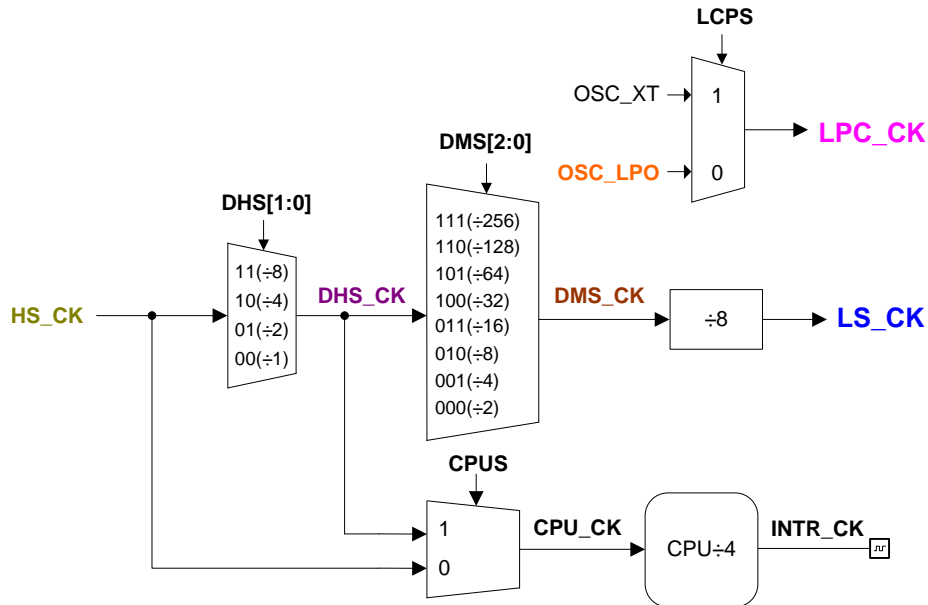 LCPS
OSC_XT
1
LPC_CK
OSC_LPO
0
DMS[2:0]
111(÷256)
110(÷128)
101(÷64)
100(÷32)
011(÷16)
010(÷8)
001(÷4)
000(÷2)
DHS[1:0]
11(÷8)
10(÷4)
01(÷2)
00(÷1)
HS_CK
DHS_CK
DMS_CK
÷8
LS_CK
CPUS
1
0
CPU_CK
CPU÷4
INTR_CK